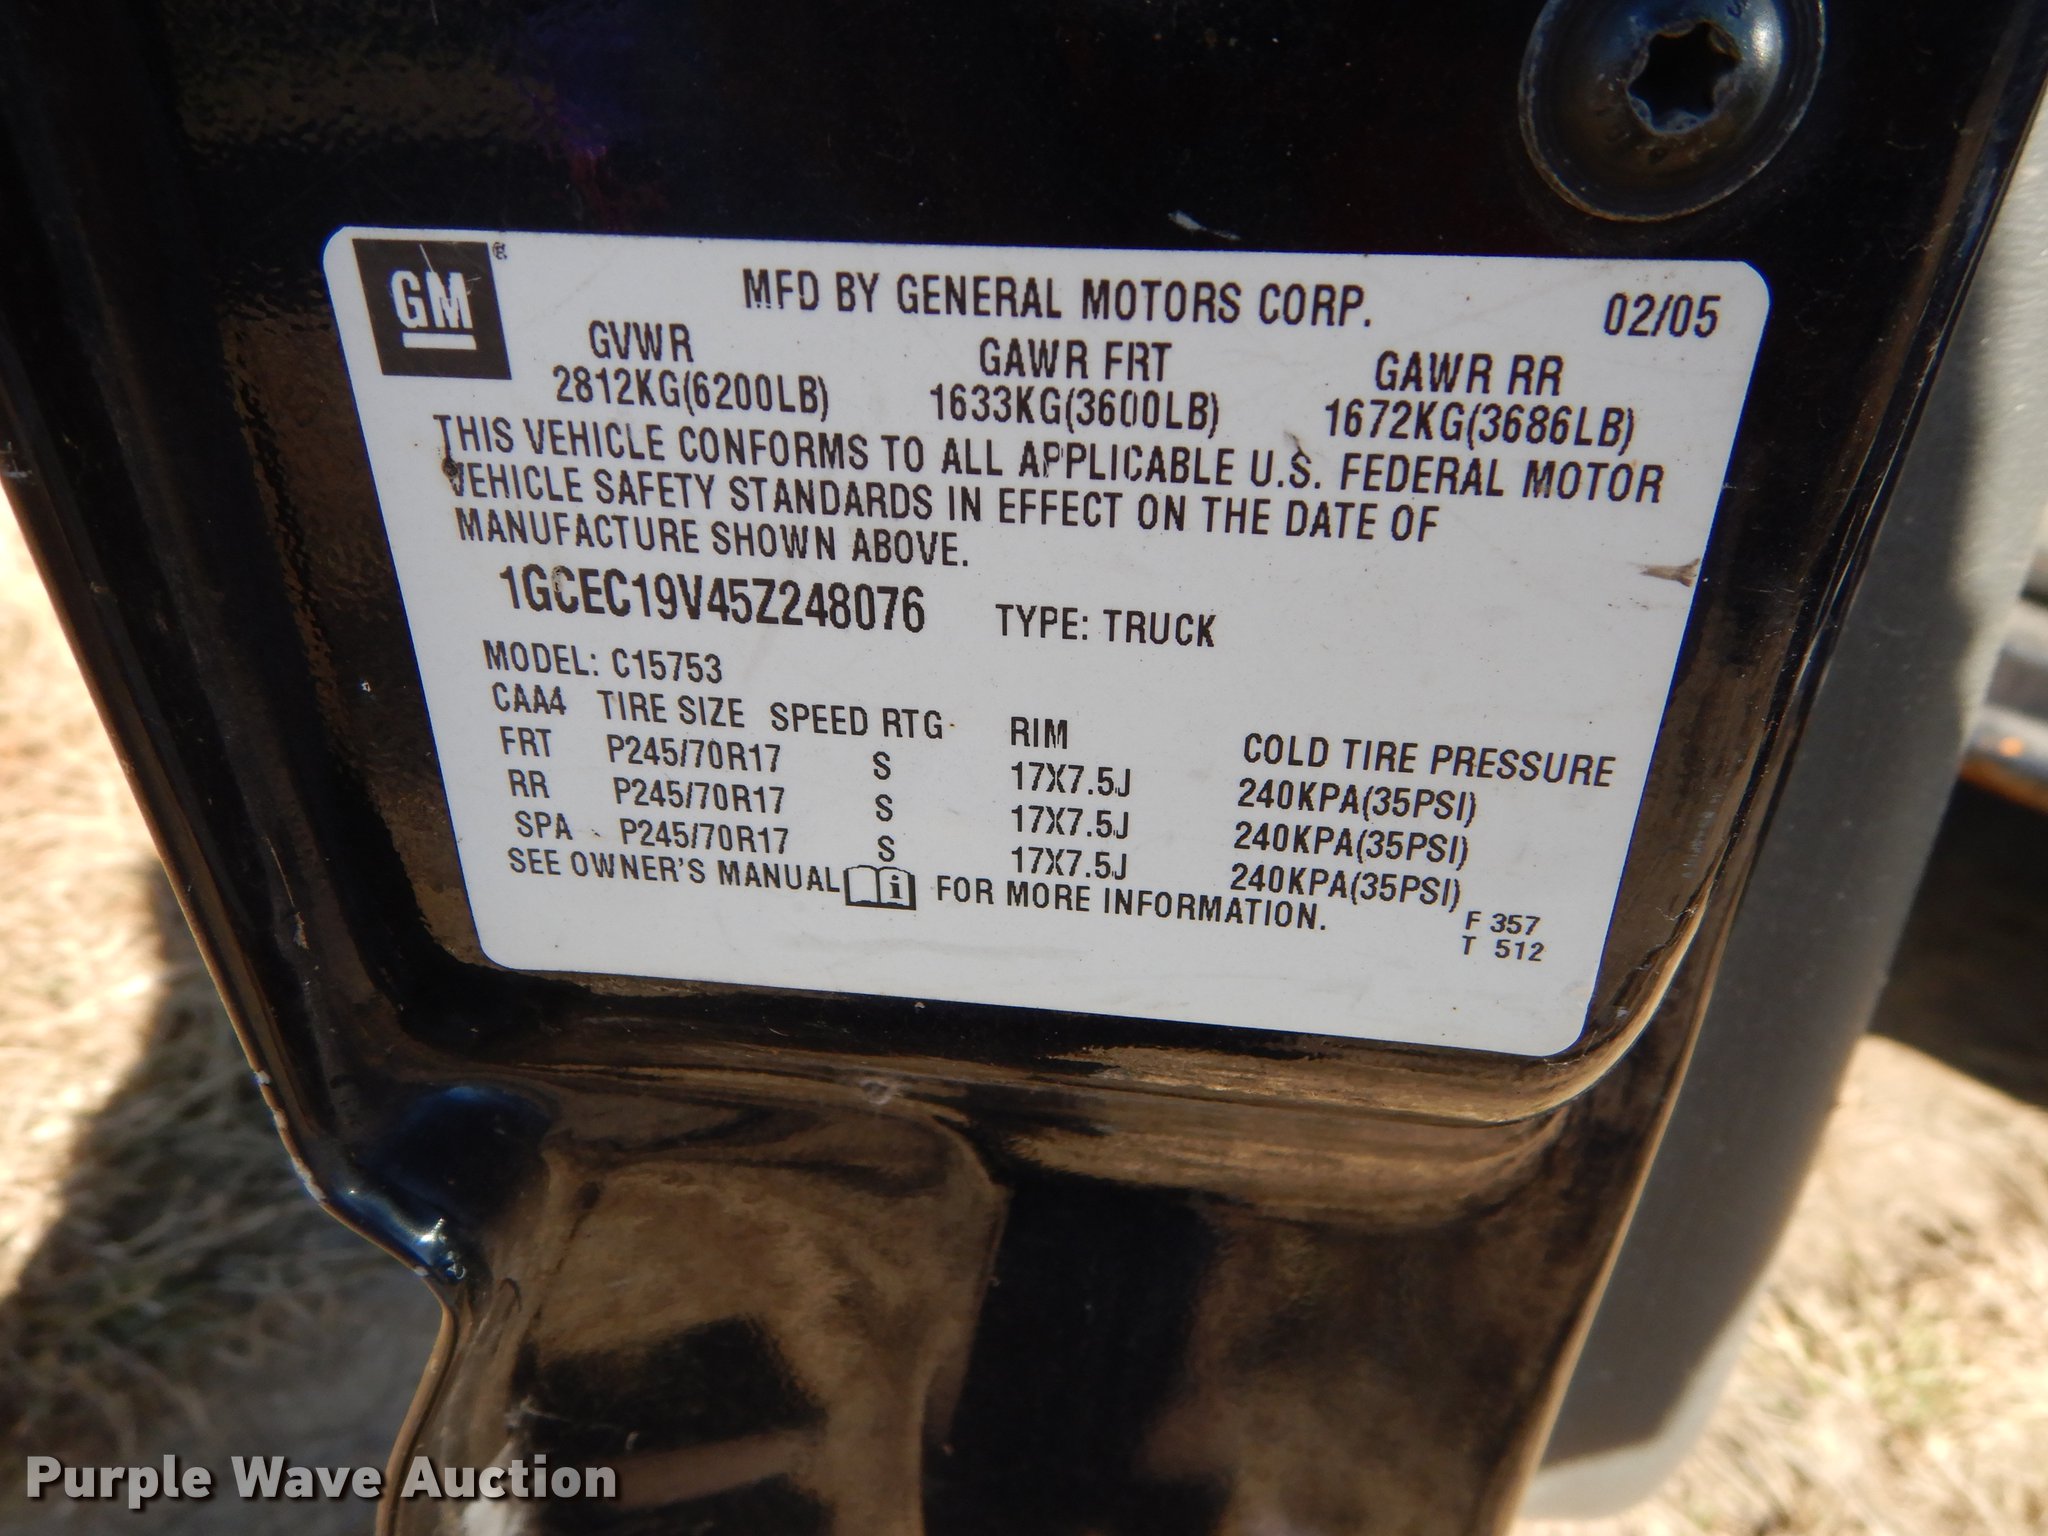 GM®
MFD BY GENERAL MOTORS CORP. 02/05
GVWR GAWR FRT GAWR RR
2812KG(6200LB) 1633KG(3600LB) 1672KG(3686LB)
THIS VEHICLE CONFORMS TO ALL APPLICABLE U.S. FEDERAL MOTOR
VEHICLE SAFETY STANDARDS IN EFFECT ON THE DATE OF
MANUFACTURE SHOWN ABOVE.
1GCEC19V45Z248076 TYPE: TRUCK
MODEL: C15753
CAA4 TIRE SIZE SPEED RTG RIM COLD TIRE PRESSURE
FRT P245/70R17 S 17X7.5J 240KPA(35PSI)
RR P245/70R17 S 17X7.5J 240KPA(35PSI)
SPA P245/70R17 S 17X7.5J 240KPA(35PSI)
SEE OWNER'S MANUAL i FOR MORE INFORMATION.
F 357
T 512
Purple Wave Auction